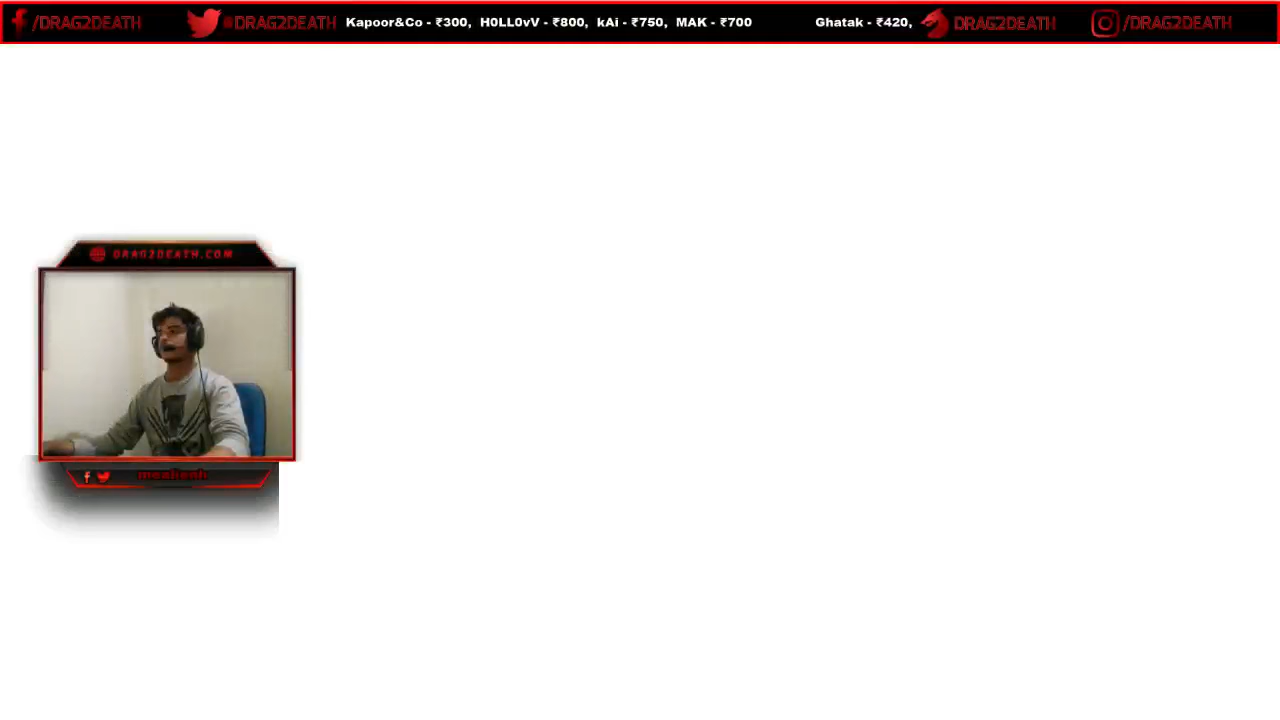 /DRAG2DEATH @DRAG2DEATH Kapoor&Co - ₹300, H0LL0vV - ₹800, kAi - ₹750, MAK - ₹700 Ghatak - ₹420, DRAG2DEATH /DRAG2DEATH
DRAG2DEATH.COM